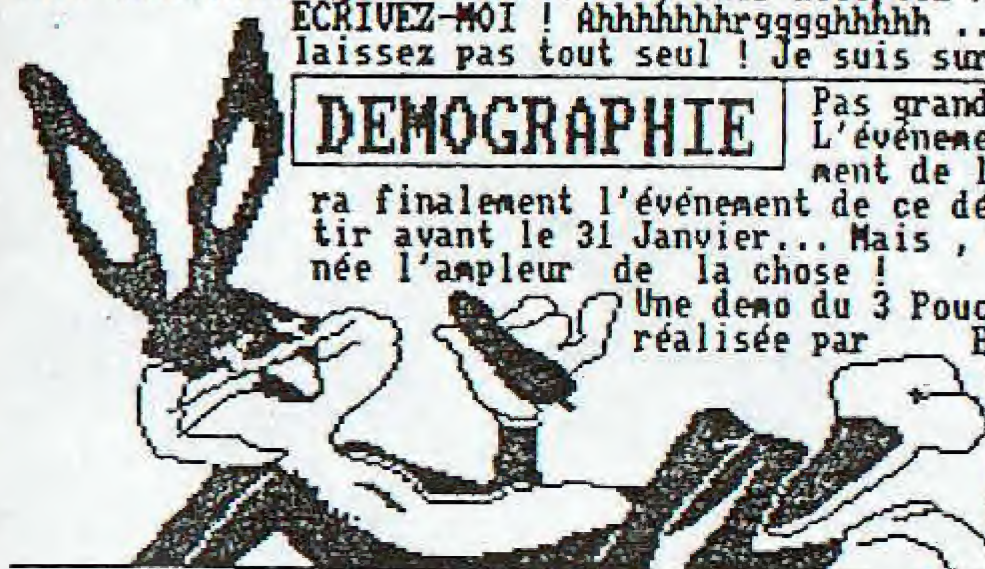 ECRIVEZ-MOI ! Ahhhhhhhrggggghhhhh ..
laissez pas tout seul ! Je suis sur
DEMOGRAPHIE
Pas grand
L'événeme
ment de l
ra finalement l'événement de ce dé
tir avant le 31 Janvier... Mais ,
née l'ampleur de la chose !
Une demo du 3 Pouc
réalisée par